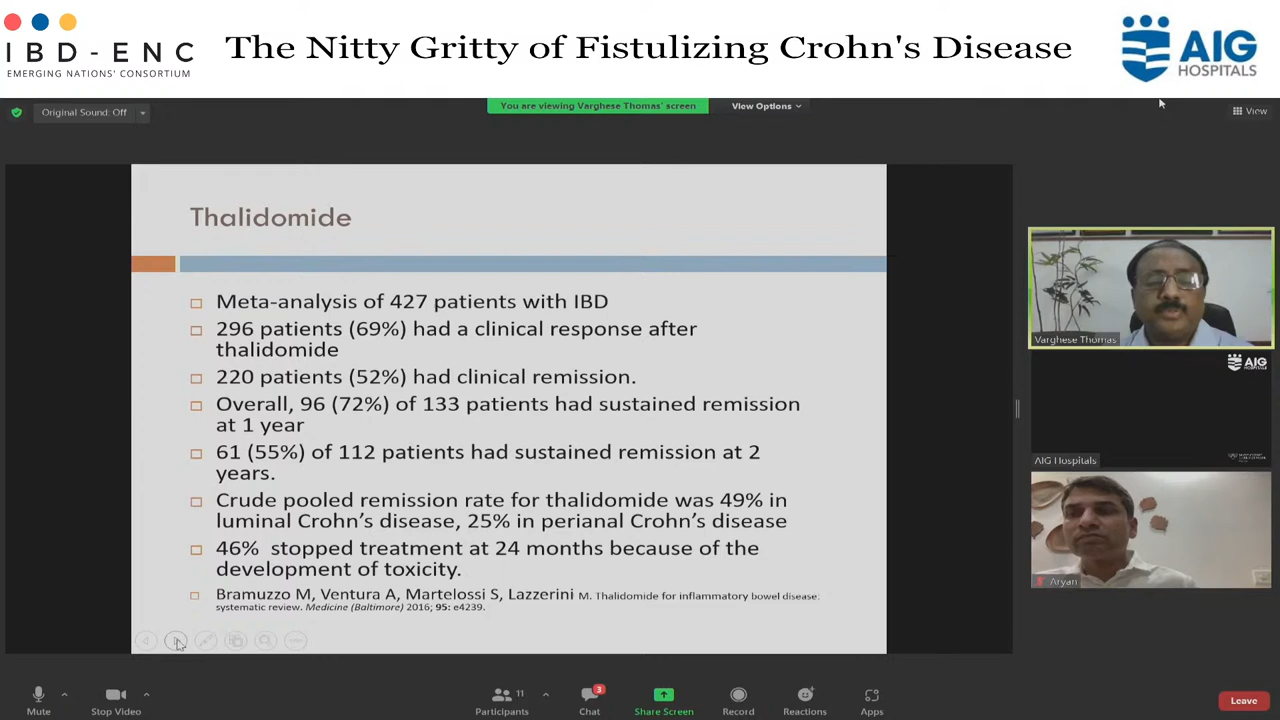 IBD-ENC
EMERGING NATIONS' CONSORTIUM
The Nitty Gritty of Fistulizing Crohn's Disease
AIG
HOSPITALS
Original Sound: Off
You are viewing Varghese Thomas' screen
View Options
View
Thalidomide
Meta-analysis of 427 patients with IBD
296 patients (69%) had a clinical response after
thalidomide
220 patients (52%) had clinical remission.
Overall, 96 (72%) of 133 patients had sustained remission
at 1 year
61 (55%) of 112 patients had sustained remission at 2
years.
Crude pooled remission rate for thalidomide was 49% in
luminal Crohn's disease, 25% in perianal Crohn's disease
46% stopped treatment at 24 months because of the
development of toxicity.
Bramuzzo M, Ventura A, Martelossi S, Lazzerini M. Thalidomide for inflammatory bowel disease:
systematic review. Medicine (Baltimore) 2016; 95: e4239.
Varghese Thomas
AIG
HOSPITALS
AIG Hospitals
Aryan
Mute
Stop Video
Participants
11
Chat
3
Share Screen
Record
Reactions
Apps
Leave